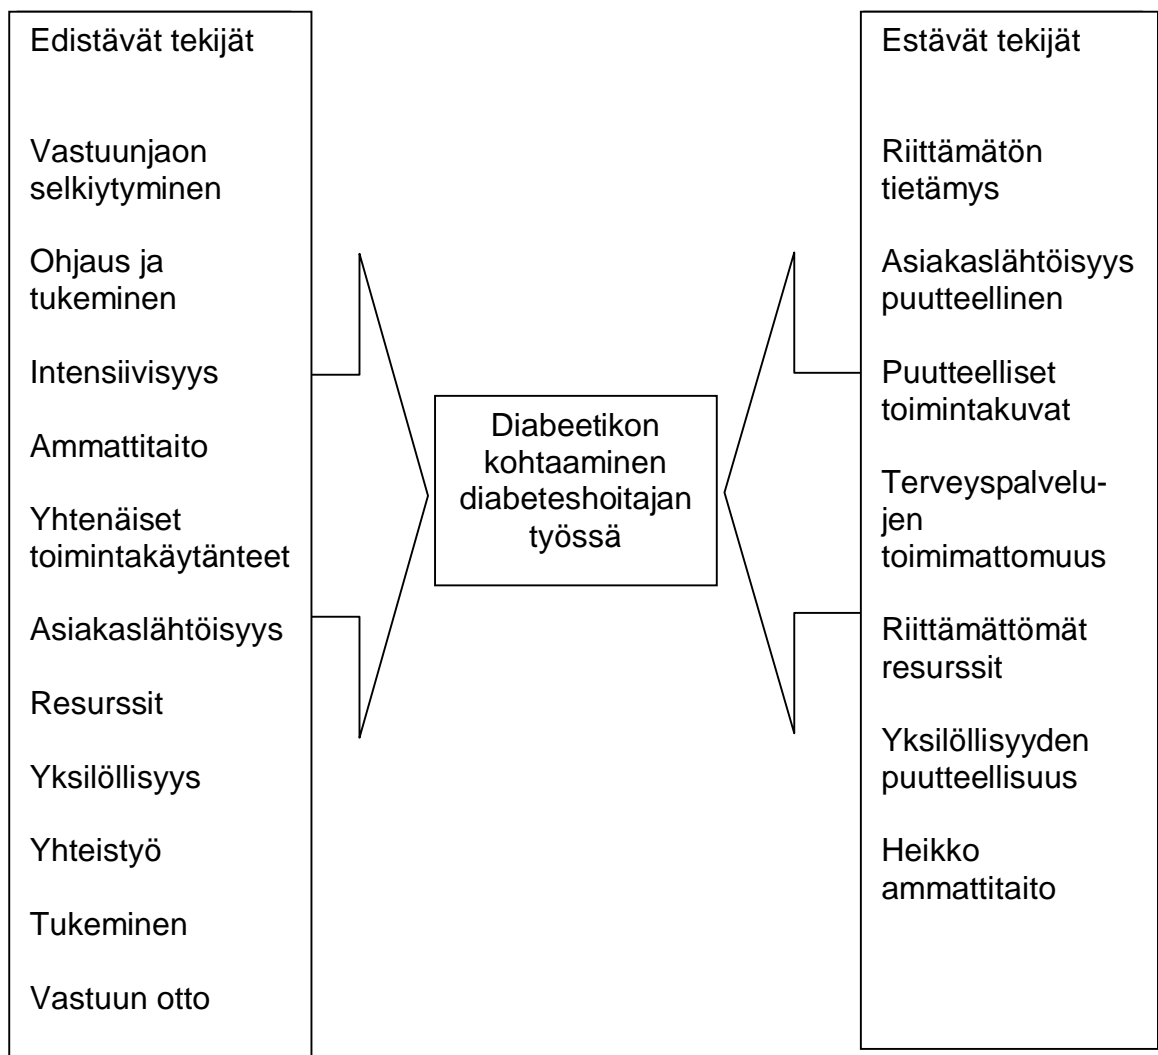 Edistävät tekijät
Vastuunjaon
selkiytyminen
Ohjaus ja
tukeminen
Intensiivisyys
Ammattitaito
Yhtenäiset
toimintakäytänteet
Asiakaslähtöisyys
Resurssit
Yksilöllisyys
Yhteistyö
Tukeminen
Vastuun otto
Diabeetikon
kohtaaminen
diabeteshoitajan
työssä
Estävät tekijät
Riittämätön
tietämys
Asiakaslähtöisyys
puutteellinen
Puutteelliset
toimintakuvat
Terveyspalvelu-
jen
toimimattomuus
Riittämättömät
resurssit
Yksilöllisyyden
puutteellisuus
Heikko
ammattitaito